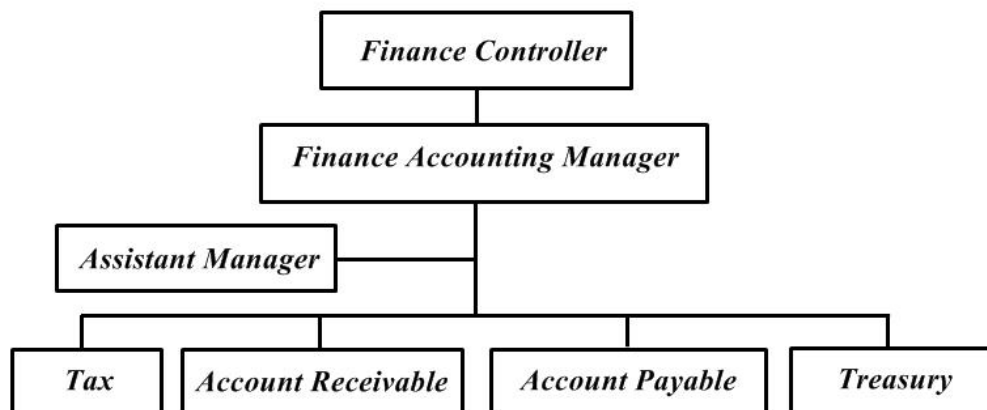 Finance Controller
Finance Accounting Manager
Assistant Manager
Tax
Account Receivable
Account Payable
Treasury